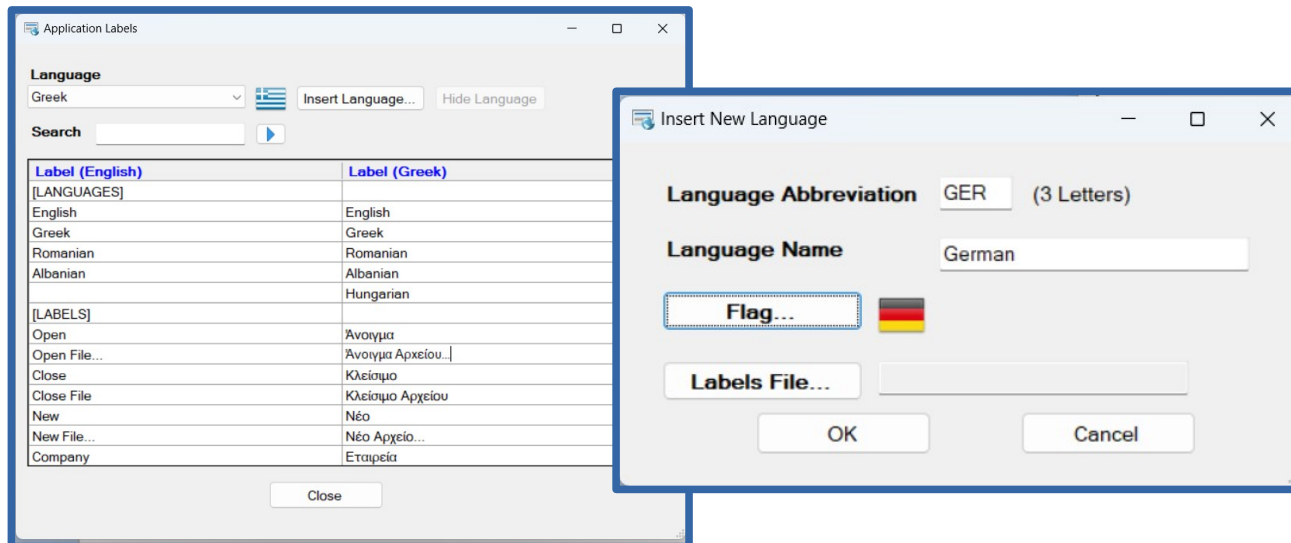 Application Labels
Language
Greek Insert Language... Hide Language
Search
Label (English) Label (Greek)
[LANGUAGES]
English English
Greek Greek
Romanian Romanian
Albanian Albanian
Hungarian
[LABELS]
Open Άνοιγμα
Open File... Άνοιγμα Αρχείου...
Close Κλείσιμο
Close File Κλείσιμο Αρχείου
New Νέο
New File... Νέο Αρχείο...
Company Εταιρεία
Close
Insert New Language
Language Abbreviation GER (3 Letters)
Language Name German
Flag...
Labels File...
OK Cancel